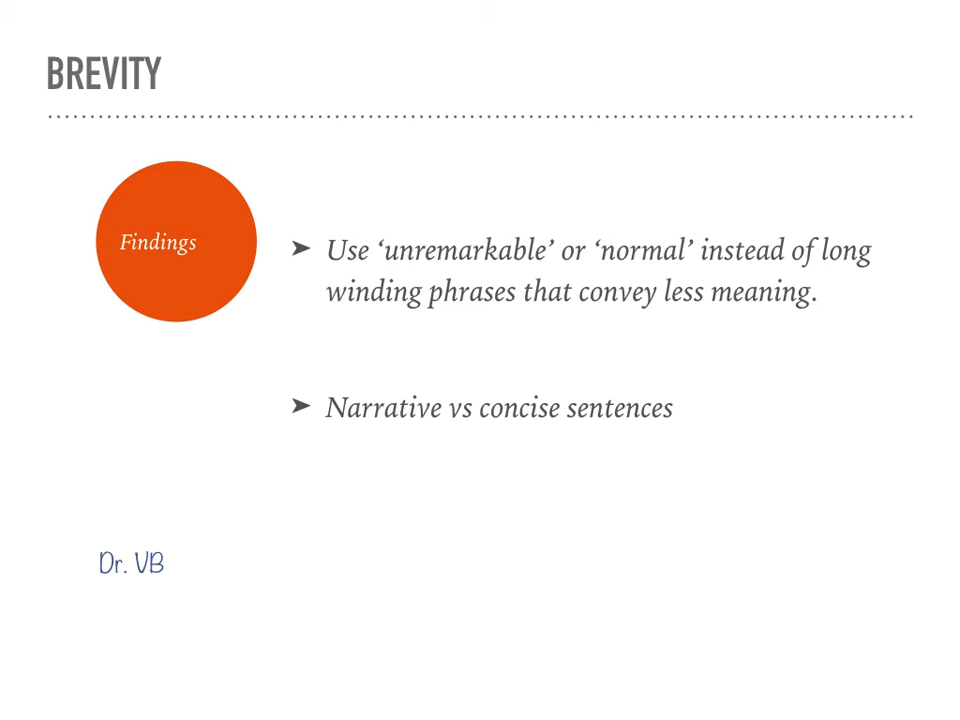 BREVITY
Findings
➤ Use ‘unremarkable’ or ‘normal’ instead of long
winding phrases that convey less meaning.
➤ Narrative vs concise sentences
Dr. VB